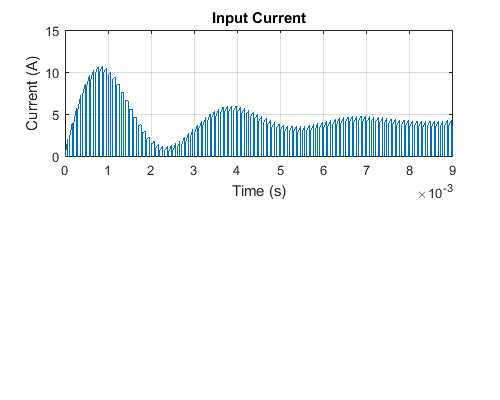 Input Current
Current (A)
15
10
5
0
0 1 2 3 4 5 6 7 8 9
Time (s)
×10⁻³